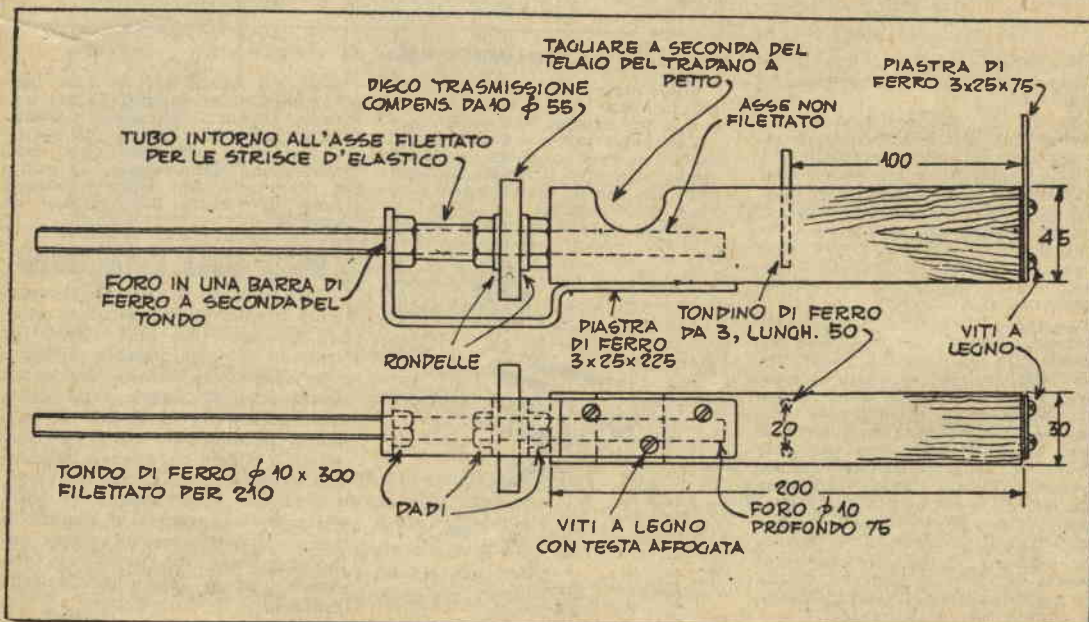 TAGLIARE A SECONDA DEL
TELAIO DEL TRAPANO A
PETTO
PIASTRA DI
FERRO 3x25x75
DISCO TRASMISSIONE
COMPENS. DA 10 ϕ 55
ASSE NON
FILETTATO
TUBO INTORNO ALL'ASSE FILETTATO
PER LE STRISCE D'ELASTICO
100
45
FORO IN UNA BARRA DI
FERRO A SECONDA DEL
TONDO
RONDELLE
PIASTRA
DI FERRO
3x25x225
TONDINO DI FERRO
DA 3, LUNGH. 50
VITI A
LEGNO
20
30
TONDO DI FERRO ϕ 10 x 300
FILETTATO PER 210
DADI
200
VITI A LEGNO
CON TESTA AFFOGATA
FORO ϕ 10
PROFONDO 75